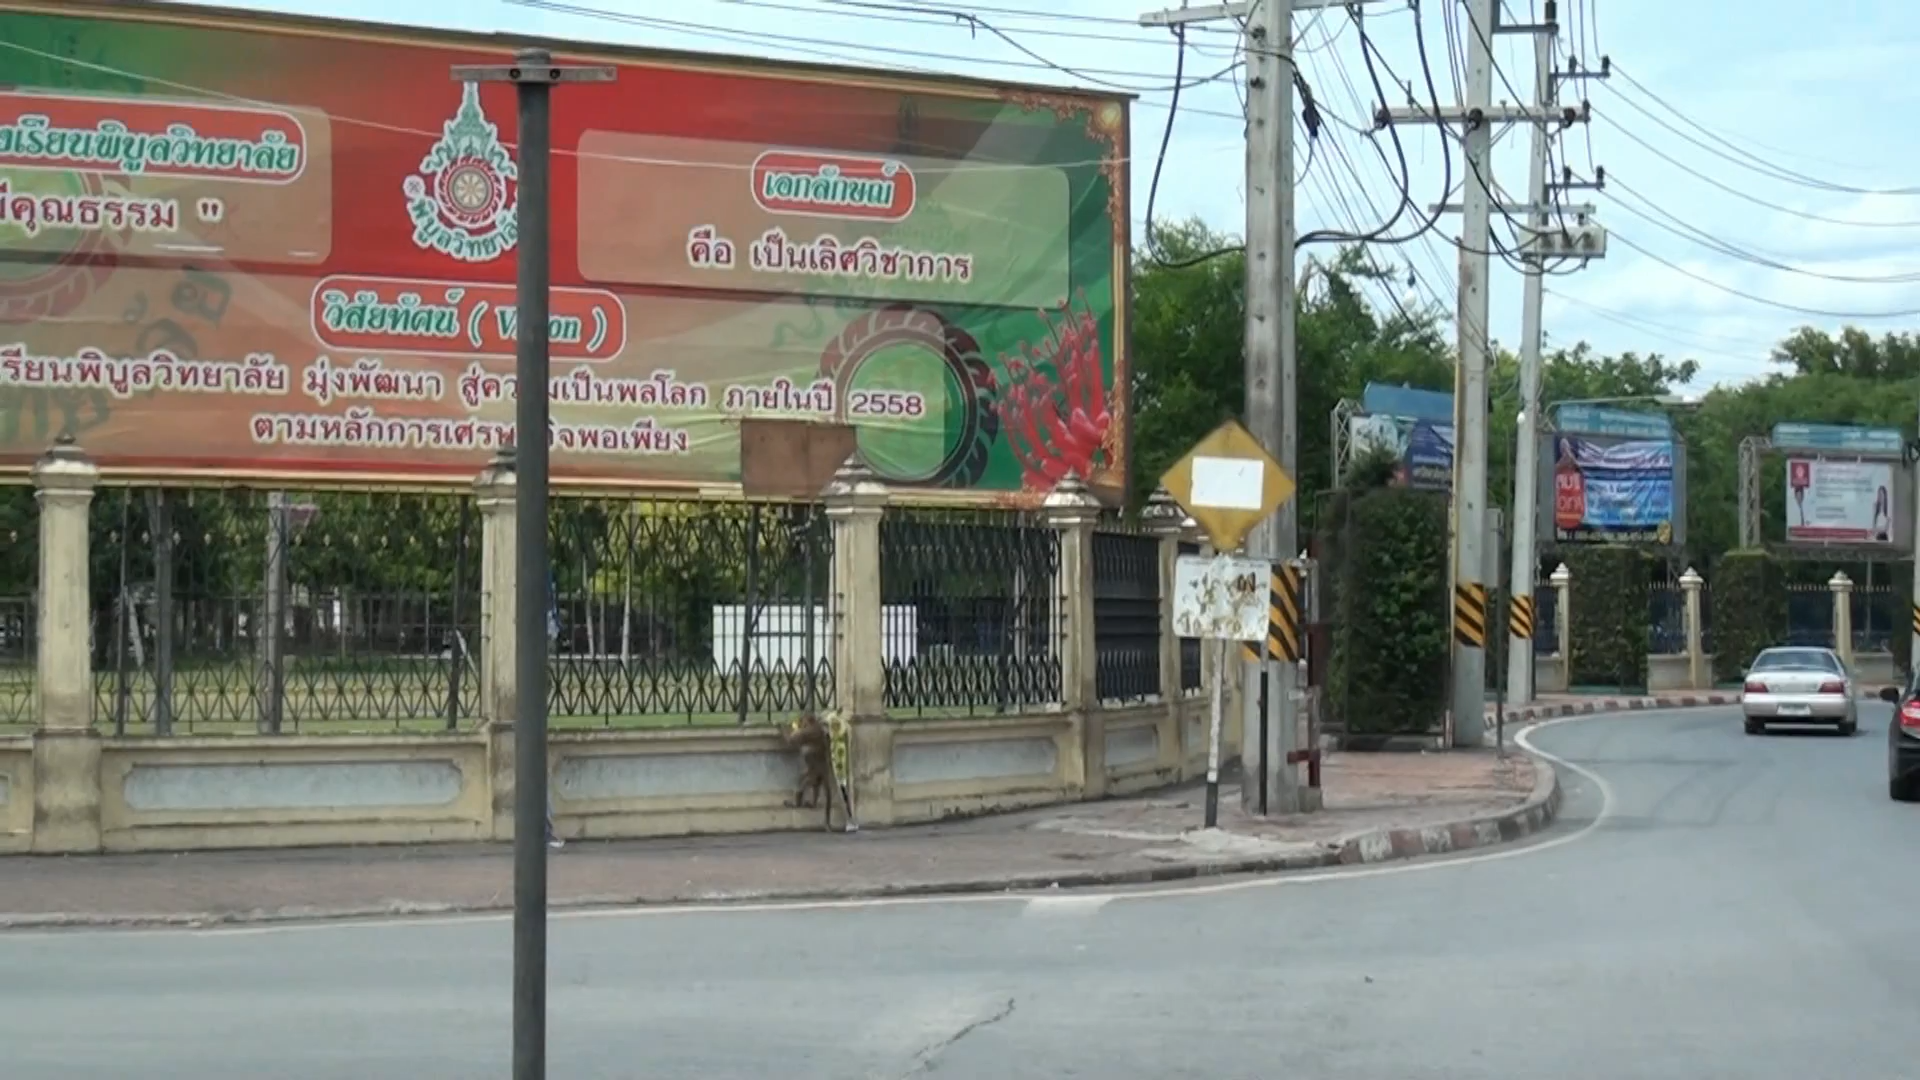 งเรียนพิบูลวิทยาลัย
มีคุณธรรม "
พิบูลวิทยาลัย
เอกลักษณ์
คือ เป็นเลิศวิชาการ
วิสัยทัศน์ ( Vision )
รียนพิบูลวิทยาลัย มุ่งพัฒนา สู่ความเป็นพลโลก ภายในปี 2558
ตามหลักการเศรษฐกิจพอเพียง